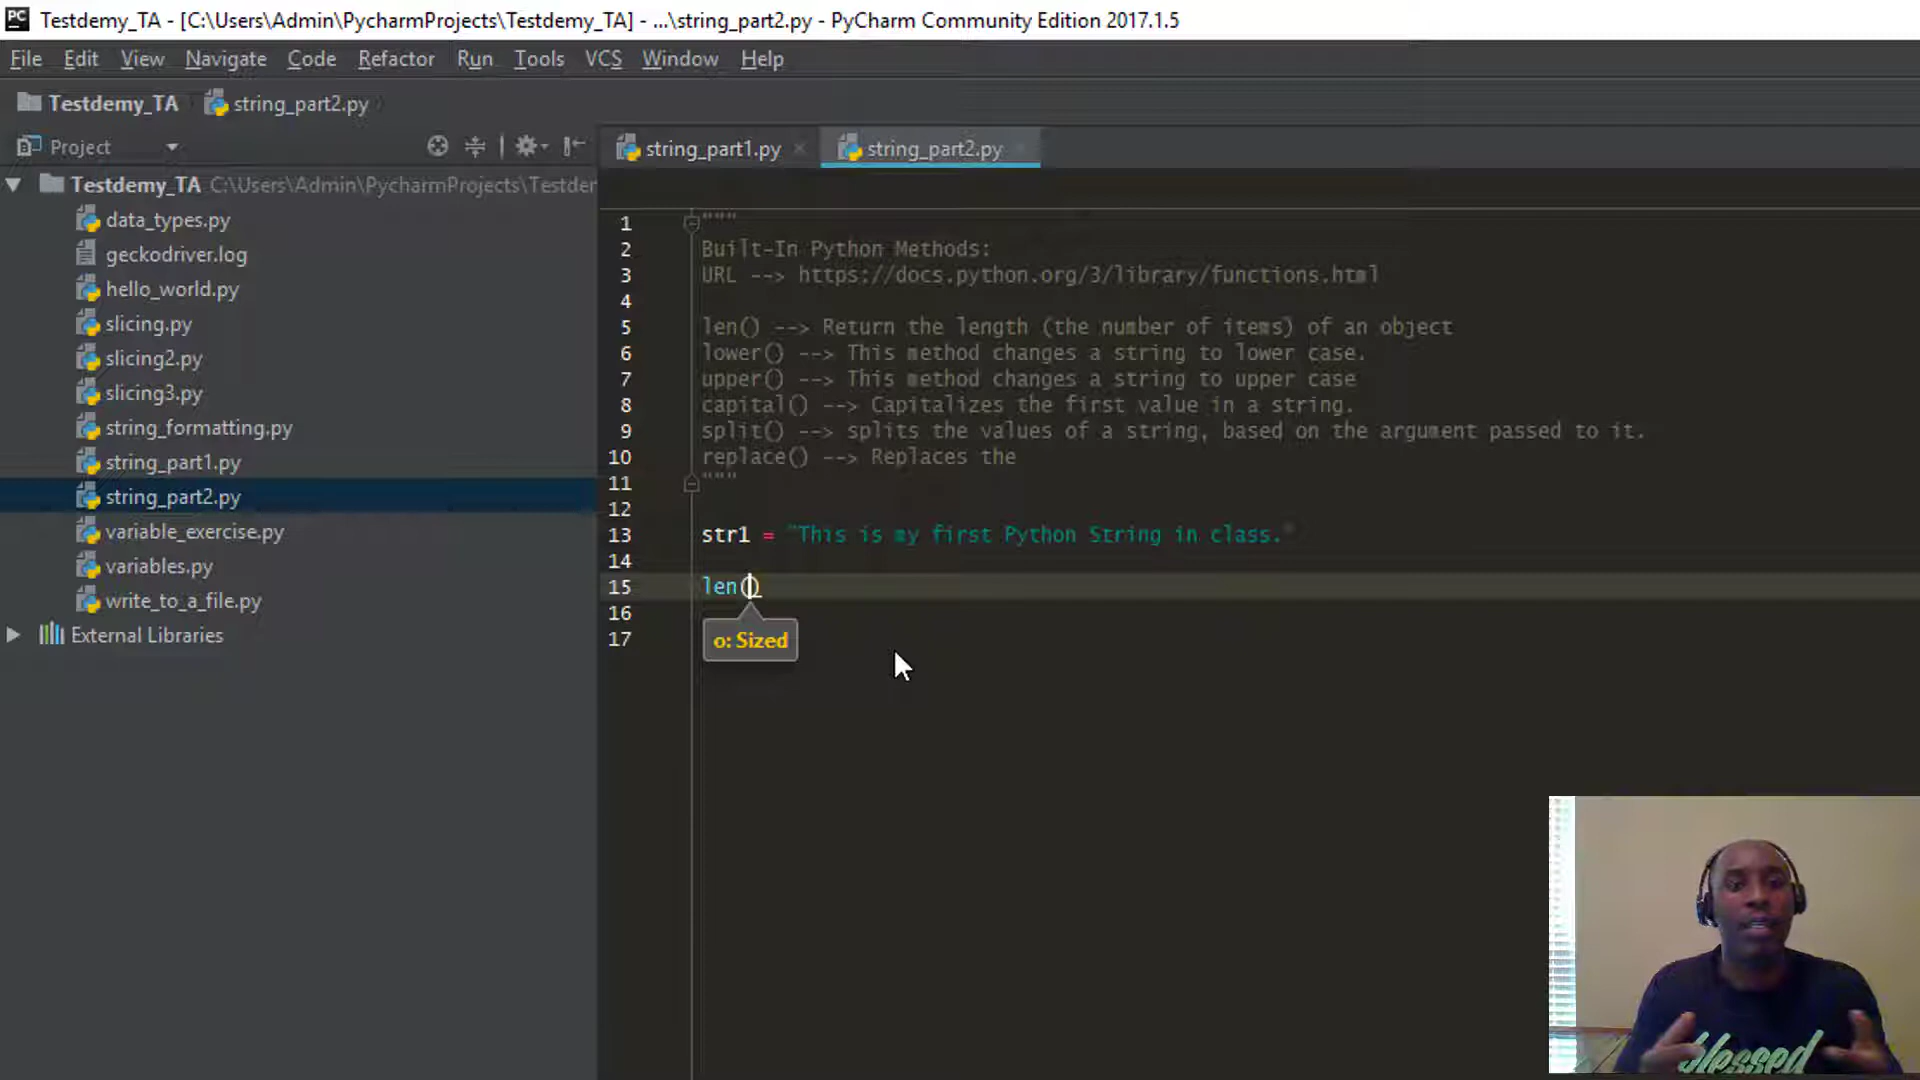 PC Testdemy_TA - [C:\Users\Admin\PycharmProjects\Testdemy_TA] - ...\string_part2.py - PyCharm Community Edition 2017.1.5
File Edit View Navigate Code Refactor Run Tools VCS Window Help
Testdemy_TA string_part2.py
Project
string_part1.py string_part2.py
Testdemy_TA C:\Users\Admin\PycharmProjects\Testder
data_types.py
geckodriver.log
hello_world.py
slicing.py
slicing2.py
slicing3.py
string_formatting.py
string_part1.py
string_part2.py
variable_exercise.py
variables.py
write_to_a_file.py
External Libraries
1 """
2 Built-In Python Methods:
3 URL --> https://docs.python.org/3/library/functions.html
4
5 len() --> Return the length (the number of items) of an object
6 lower() --> This method changes a string to lower case.
7 upper() --> This method changes a string to upper case
8 capital() --> Capitalizes the first value in a string.
9 split() --> splits the values of a string, based on the argument passed to it.
10 replace() --> Replaces the
11 """
12
13 str1 = "This is my first Python String in class."
14
15 len()
16
17
o: Sized
blessed